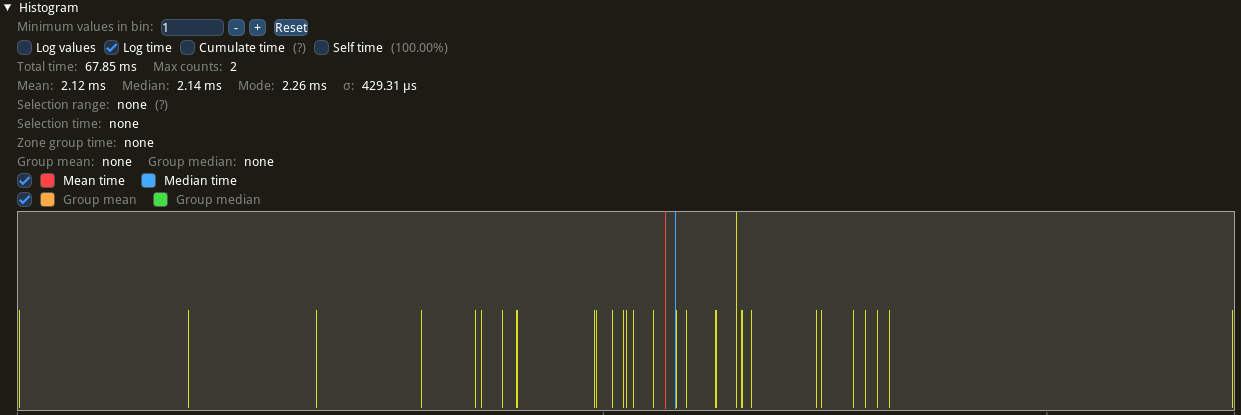 Histogram
Minimum values in bin: 1 - + Reset
Log values Log time Cumulate time (?) Self time (100.00%)
Total time: 67.85 ms Max counts: 2
Mean: 2.12 ms Median: 2.14 ms Mode: 2.26 ms σ: 429.31 µs
Selection range: none (?)
Selection time: none
Zone group time: none
Group mean: none Group median: none
Mean time Median time
Group mean Group median